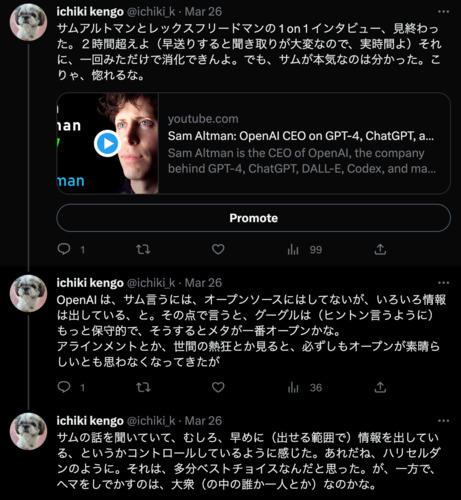 ichiki kengo @ichiki_k · Mar 26
サムアルトマンとレックスフリードマンの1on1インタビュー、見終わっ
た。２時間超えよ（早送りすると聞き取りが大変なので、実時間よ）それ
に、一回みただけで消化できんよ。でも、サムが本気なのは分かった。こ
りゃ、惚れるな。
man
man
youtube.com
Sam Altman: OpenAI CEO on GPT-4, ChatGPT, a...
Sam Altman is the CEO of OpenAI, the company
behind GPT-4, ChatGPT, DALL-E, Codex, and ma...
Promote
1
99
ichiki kengo @ichiki_k · Mar 26
OpenAI は、サム言うには、オープンソースにはしてないが、いろいろ情報
は出している、と。その点で言うと、グーグルは（ヒントン言うように）
もっと保守的で、そうするとメタが一番オープンかな。
アラインメントとか、世間の熱狂とか見ると、必ずしもオープンが素晴ら
しいとも思わなくなってきたが
1
36
ichiki kengo @ichiki_k · Mar 26
サムの話を聞いていて、むしろ、早めに（出せる範囲で）情報を出してい
る、というかコントロールしているように感じた。あれだね、ハリセルダ
ンのように。それは、多分ベストチョイスなんだと思った。が、一方で、
ヘマをしでかすのは、大衆（の中の誰か一人とか）なのかな。